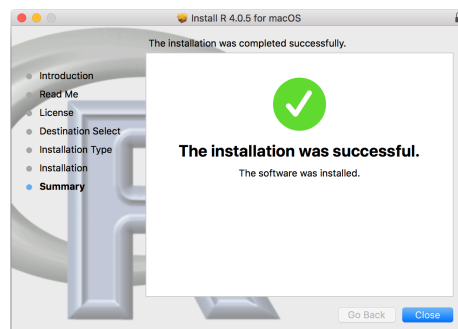 Install R 4.0.5 for macOS
The installation was completed successfully.
Introduction
Read Me
License
Destination Select
Installation Type
Installation
Summary
The installation was successful.
The software was installed.
Go Back
Close